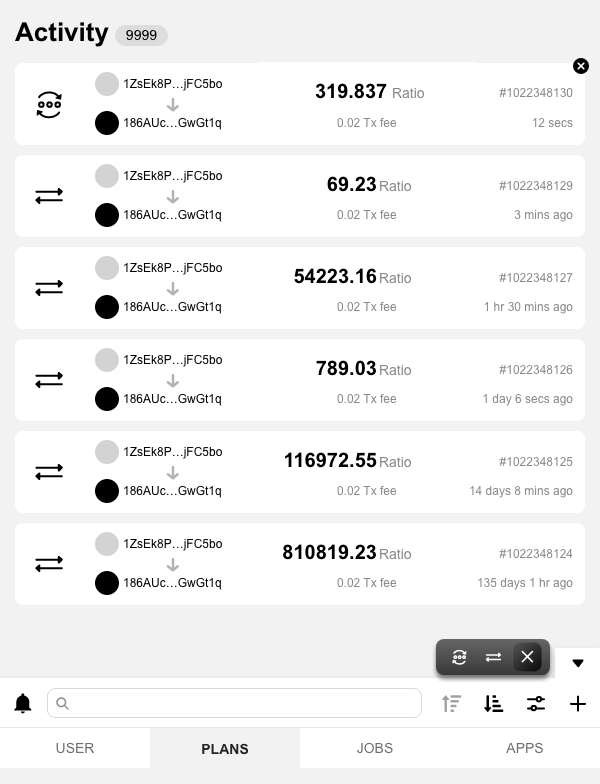 Activity 9999
1ZsEk8P…jFC5bo 319.837 Ratio #1022348130
186AUc…GwGt1q 0.02 Tx fee 12 secs
1ZsEk8P…jFC5bo 69.23 Ratio #1022348129
186AUc…GwGt1q 0.02 Tx fee 3 mins ago
1ZsEk8P…jFC5bo 54223.16 Ratio #1022348127
186AUc…GwGt1q 0.02 Tx fee 1 hr 30 mins ago
1ZsEk8P…jFC5bo 789.03 Ratio #1022348126
186AUc…GwGt1q 0.02 Tx fee 1 day 6 secs ago
1ZsEk8P…jFC5bo 116972.55 Ratio #1022348125
186AUc…GwGt1q 0.02 Tx fee 14 days 8 mins ago
1ZsEk8P…jFC5bo 810819.23 Ratio #1022348124
186AUc…GwGt1q 0.02 Tx fee 135 days 1 hr ago
USER PLANS JOBS APPS